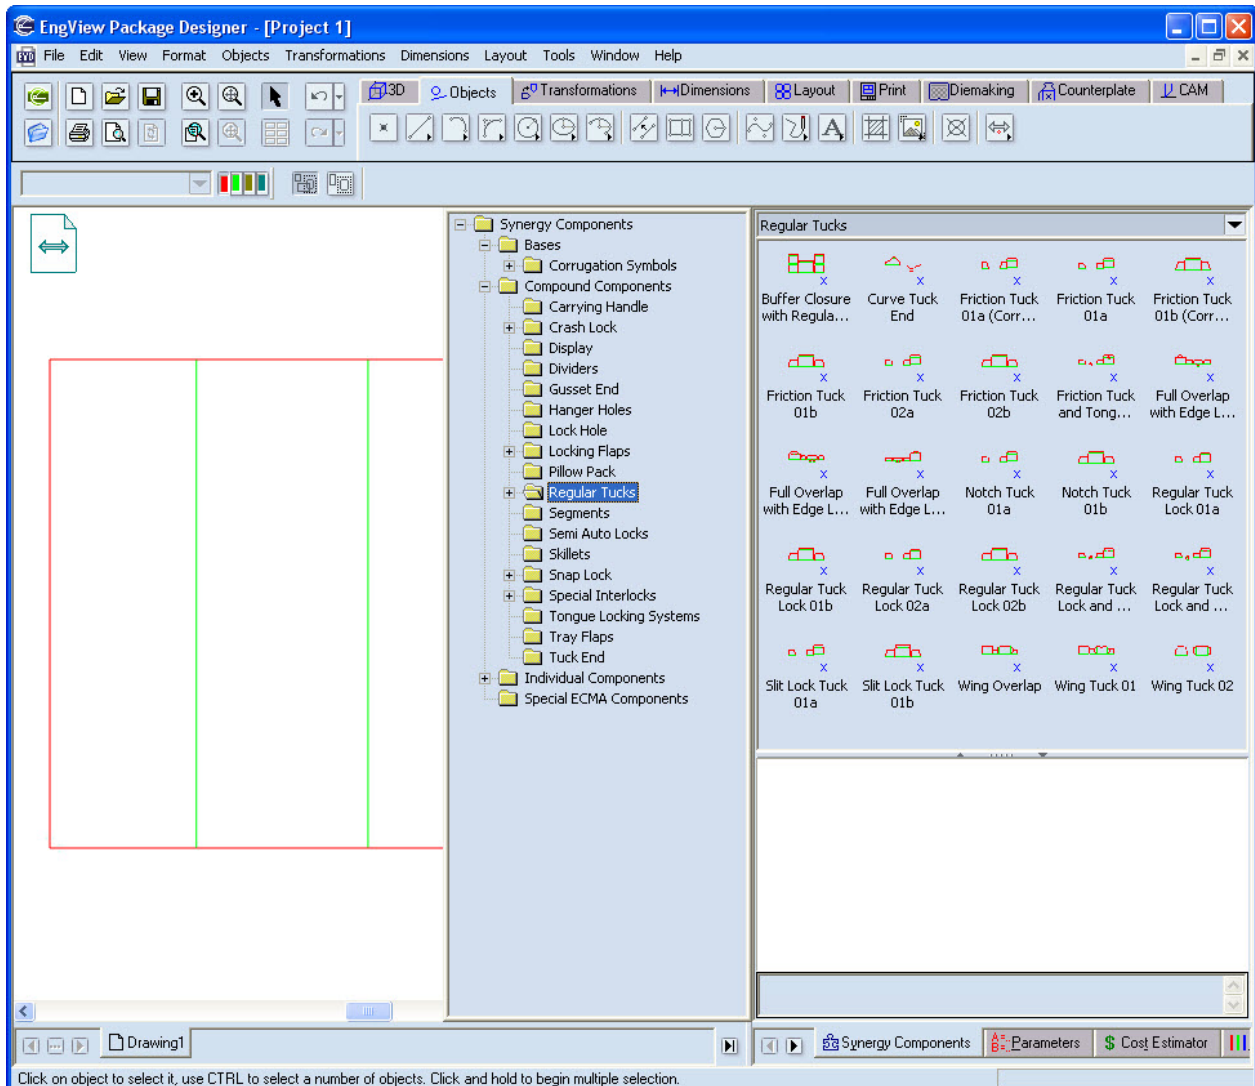 EngView Package Designer - [Project 1]
File Edit View Format Objects Transformations Dimensions Layout Tools Window Help
3D Objects Transformations Dimensions Layout Print Diemaking Counterplate CAM
Synergy Components
Bases
Corrugation Symbols
Compound Components
Carrying Handle
Crash Lock
Display
Dividers
Gusset End
Hanger Holes
Lock Hole
Locking Flaps
Pillow Pack
Regular Tucks
Segments
Semi Auto Locks
Skillets
Snap Lock
Special Interlocks
Tongue Locking Systems
Tray Flaps
Tuck End
Individual Components
Special ECMA Components
Regular Tucks
Buffer Closure Curve Tuck Friction Tuck Friction Tuck Friction Tuck
with Regula... End 01a (Corr... 01a 01b (Corr...
Friction Tuck Friction Tuck Friction Tuck Friction Tuck Full Overlap
01b 02a 02b and Tong... with Edge L...
Full Overlap Full Overlap Notch Tuck Notch Tuck Regular Tuck
with Edge L... with Edge L... 01a 01b Lock 01a
Regular Tuck Regular Tuck Regular Tuck Regular Tuck Regular Tuck
Lock 01b Lock 02a Lock 02b Lock and ... Lock and ...
Slit Lock Tuck Slit Lock Tuck Wing Overlap Wing Tuck 01 Wing Tuck 02
01a 01b
Drawing1
Synergy Components Parameters $ Cost Estimator
Click on object to select it, use CTRL to select a number of objects. Click and hold to begin multiple selection.